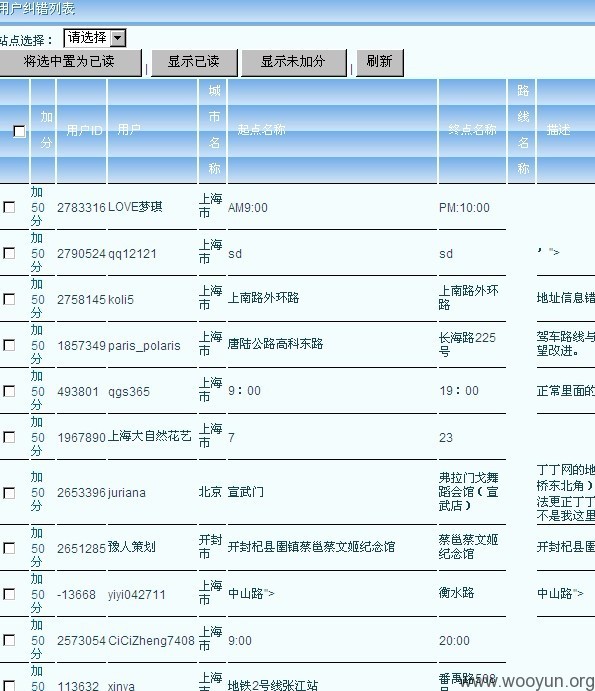 用户纠错列表
站点选择： 请选择
将选中置为已读 | 显示已读 显示未加分 | 刷新
加分 用户ID 用户 城市名称 起点名称 终点名称 路线名称 描述
加50分 2783316 LOVE梦琪 上海市 AM9:00 PM:10:00
加50分 2790524 qq12121 上海市 sd sd ，">
加50分 2758145 koli5 上海市 上南路外环路 上南路外环路 地址信息错
加50分 1857349 paris_polaris 上海市 唐陆公路高科东路 长海路225号 驾车路线与
望改进。
加50分 493801 qgs365 上海市 9：00 19：00 正常里面的
加50分 1967890 上海大自然花艺 上海市 7 23
加50分 2653396 juriana 北京 宣武门 弗拉门戈舞蹈会馆（宣武店） 丁丁网的地
桥东北角）
法更正丁丁
不是我这里
加50分 2651285 豫人策划 开封市 开封杞县圉镇蔡邕蔡文姬纪念馆 蔡邕蔡文姬纪念馆 开封杞县圉
加50分 -13668 yiyi042711 上海市 中山路"> 衡水路 中山路">
加50分 2573054 CiCiZheng7408 上海市 9:00 20:00
加50 113632 xinya 上海 地铁2号线张江站 番禺路508
www.wooyun.org